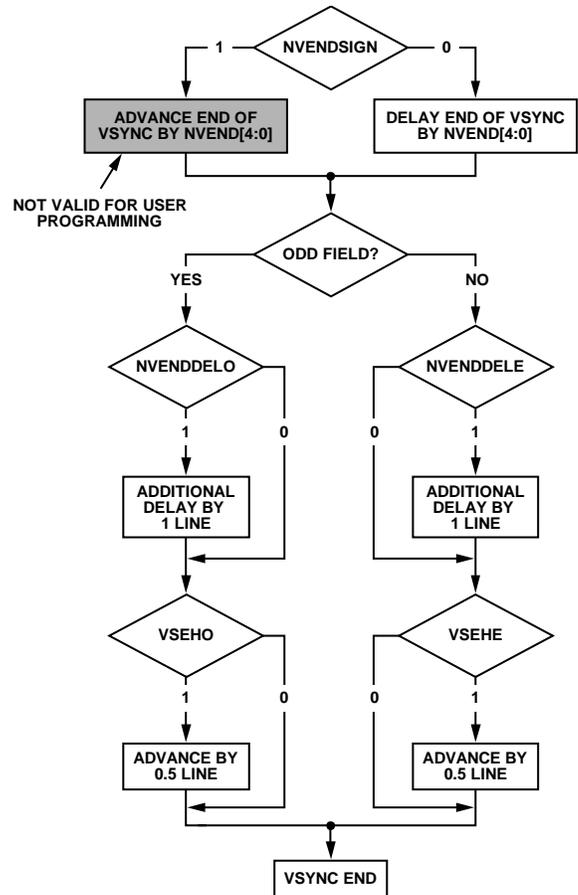 NVENDSIGN
1
0
ADVANCE END OF
VSYNC BY NVEND[4:0]
DELAY END OF VSYNC
BY NVEND[4:0]
NOT VALID FOR USER
PROGRAMMING
ODD FIELD?
YES
NO
NVENDDELO
NVENDDELE
1
0
0
1
ADDITIONAL
DELAY BY
1 LINE
ADDITIONAL
DELAY BY
1 LINE
VSEHO
VSEHE
1
0
0
1
ADVANCE BY
0.5 LINE
ADVANCE BY
0.5 LINE
VSYNC END